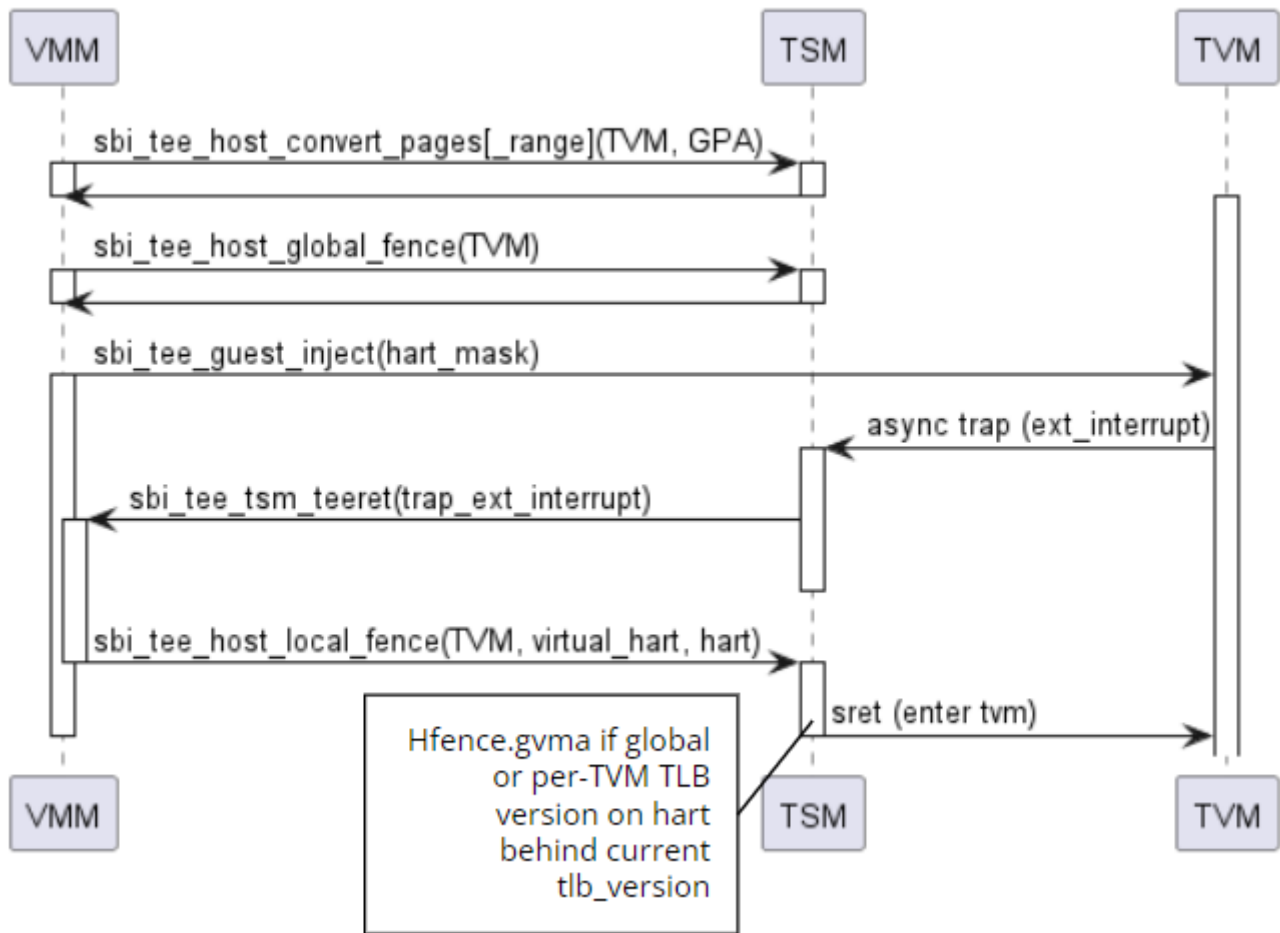 VMM
TSM
TVM
sbi_tee_host_convert_pages[_range](TVM, GPA)
sbi_tee_host_global_fence(TVM)
sbi_tee_guest_inject(hart_mask)
async trap (ext_interrupt)
sbi_tee_tsm_teeret(trap_ext_interrupt)
sbi_tee_host_local_fence(TVM, virtual_hart, hart)
sret (enter tvm)
Hfence.gvma if global
or per-TVM TLB
version on hart
behind current
tlb_version
VMM
TSM
TVM